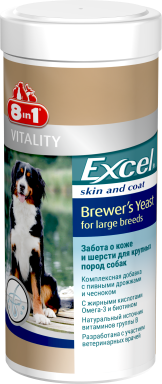 8in1
VITALITY
Excel
skin and coat
Brewer's Yeast
for large breeds
Забота о коже
и шерсти для крупных
пород собак
Комплексная добавка
с пивными дрожжами
и чесноком
С жирными кислотами
Омега-3 и биотином
Натуральный источник
витаминов группы B
Разработана с участием
ветеринарных врачей